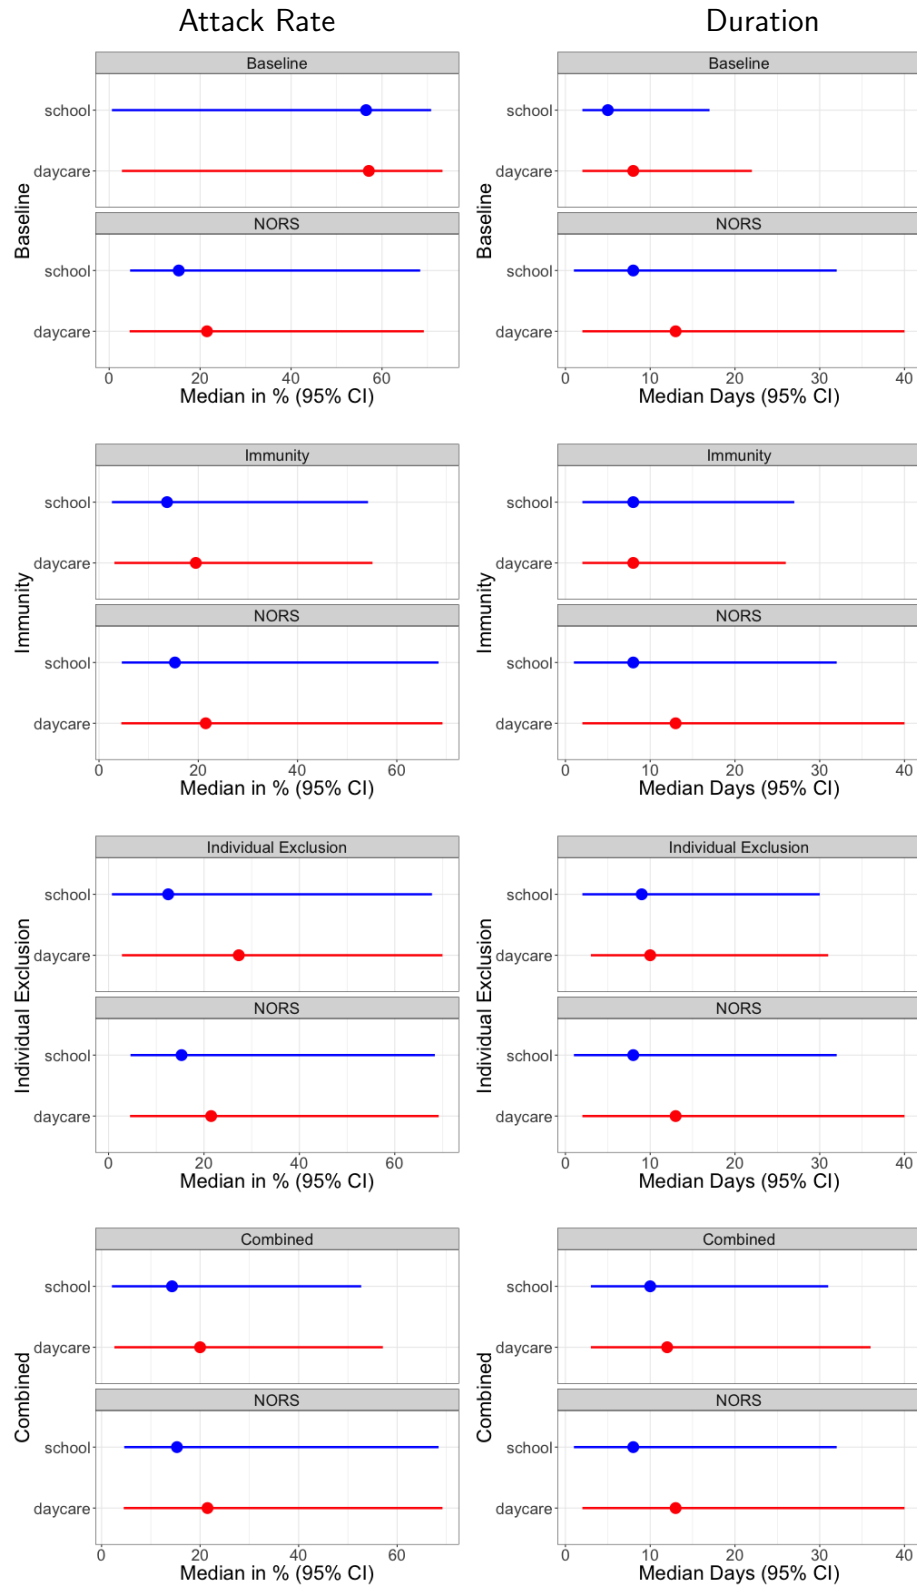 Attack Rate
Duration
Baseline
school
daycare
NORS
school
daycare
Baseline
0 20 40 60
Median in % (95% CI)
Baseline
school
daycare
NORS
school
daycare
Baseline
0 10 20 30 40
Median Days (95% CI)
Immunity
school
daycare
NORS
school
daycare
Immunity
0 20 40 60
Median in % (95% CI)
Immunity
school
daycare
NORS
school
daycare
Immunity
0 10 20 30 40
Median Days (95% CI)
Individual Exclusion
school
daycare
NORS
school
daycare
Individual Exclusion
0 20 40 60
Median in % (95% CI)
Individual Exclusion
school
daycare
NORS
school
daycare
Individual Exclusion
0 10 20 30 40
Median Days (95% CI)
Combined
school
daycare
NORS
school
daycare
Combined
0 20 40 60
Median in % (95% CI)
Combined
school
daycare
NORS
school
daycare
Combined
0 10 20 30 40
Median Days (95% CI)